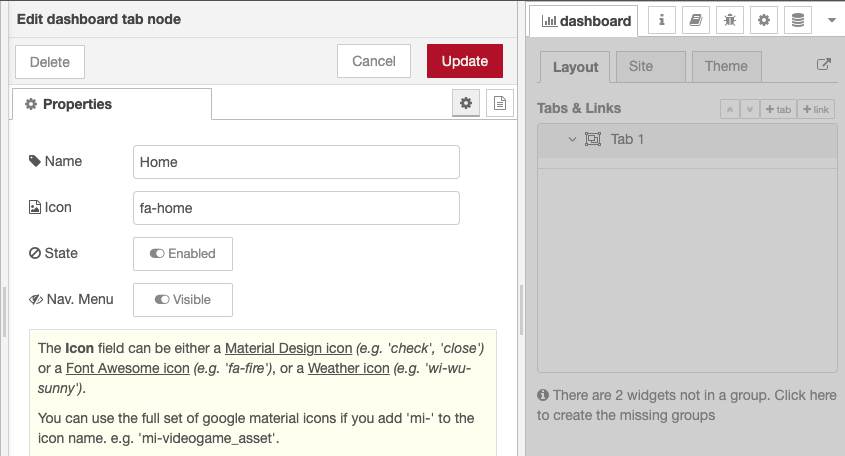 Edit dashboard tab node
Delete
Cancel
Update
Properties
Name
Home
Icon
fa-home
State
Enabled
Nav. Menu
Visible
The Icon field can be either a Material Design icon (e.g. 'check', 'close')
or a Font Awesome icon (e.g. 'fa-fire'), or a Weather icon (e.g. 'wi-wu-
sunny').
You can use the full set of google material icons if you add 'mi-' to the
icon name. e.g. 'mi-videogame_asset'.
dashboard
Layout
Site
Theme
Tabs & Links
+ tab
+ link
Tab 1
There are 2 widgets not in a group. Click here
to create the missing groups